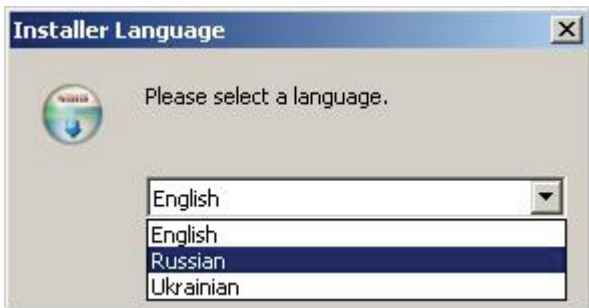 Installer Language
Please select a language.
English
English
Russian
Ukrainian